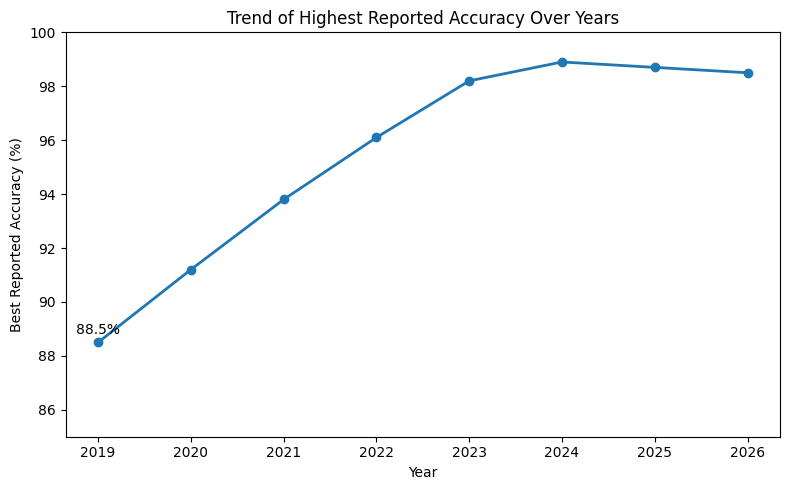 Trend of Highest Reported Accuracy Over Years
Best Reported Accuracy (%)
100
98
96
94
92
90
88
86
88.5%
2019 2020 2021 2022 2023 2024 2025 2026
Year